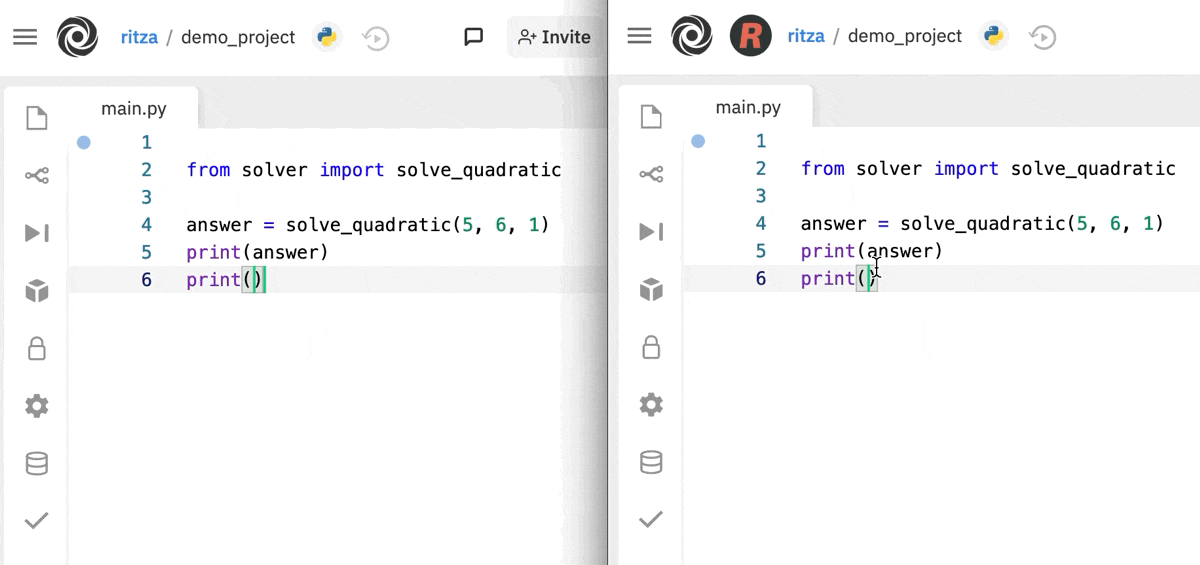 ritza / demo_project
Invite
main.py
1
2 from solver import solve_quadratic
3
4 answer = solve_quadratic(5, 6, 1)
5 print(answer)
6 print()
R ritza / demo_project
main.py
1
2 from solver import solve_quadratic
3
4 answer = solve_quadratic(5, 6, 1)
5 print(answer)
6 print()